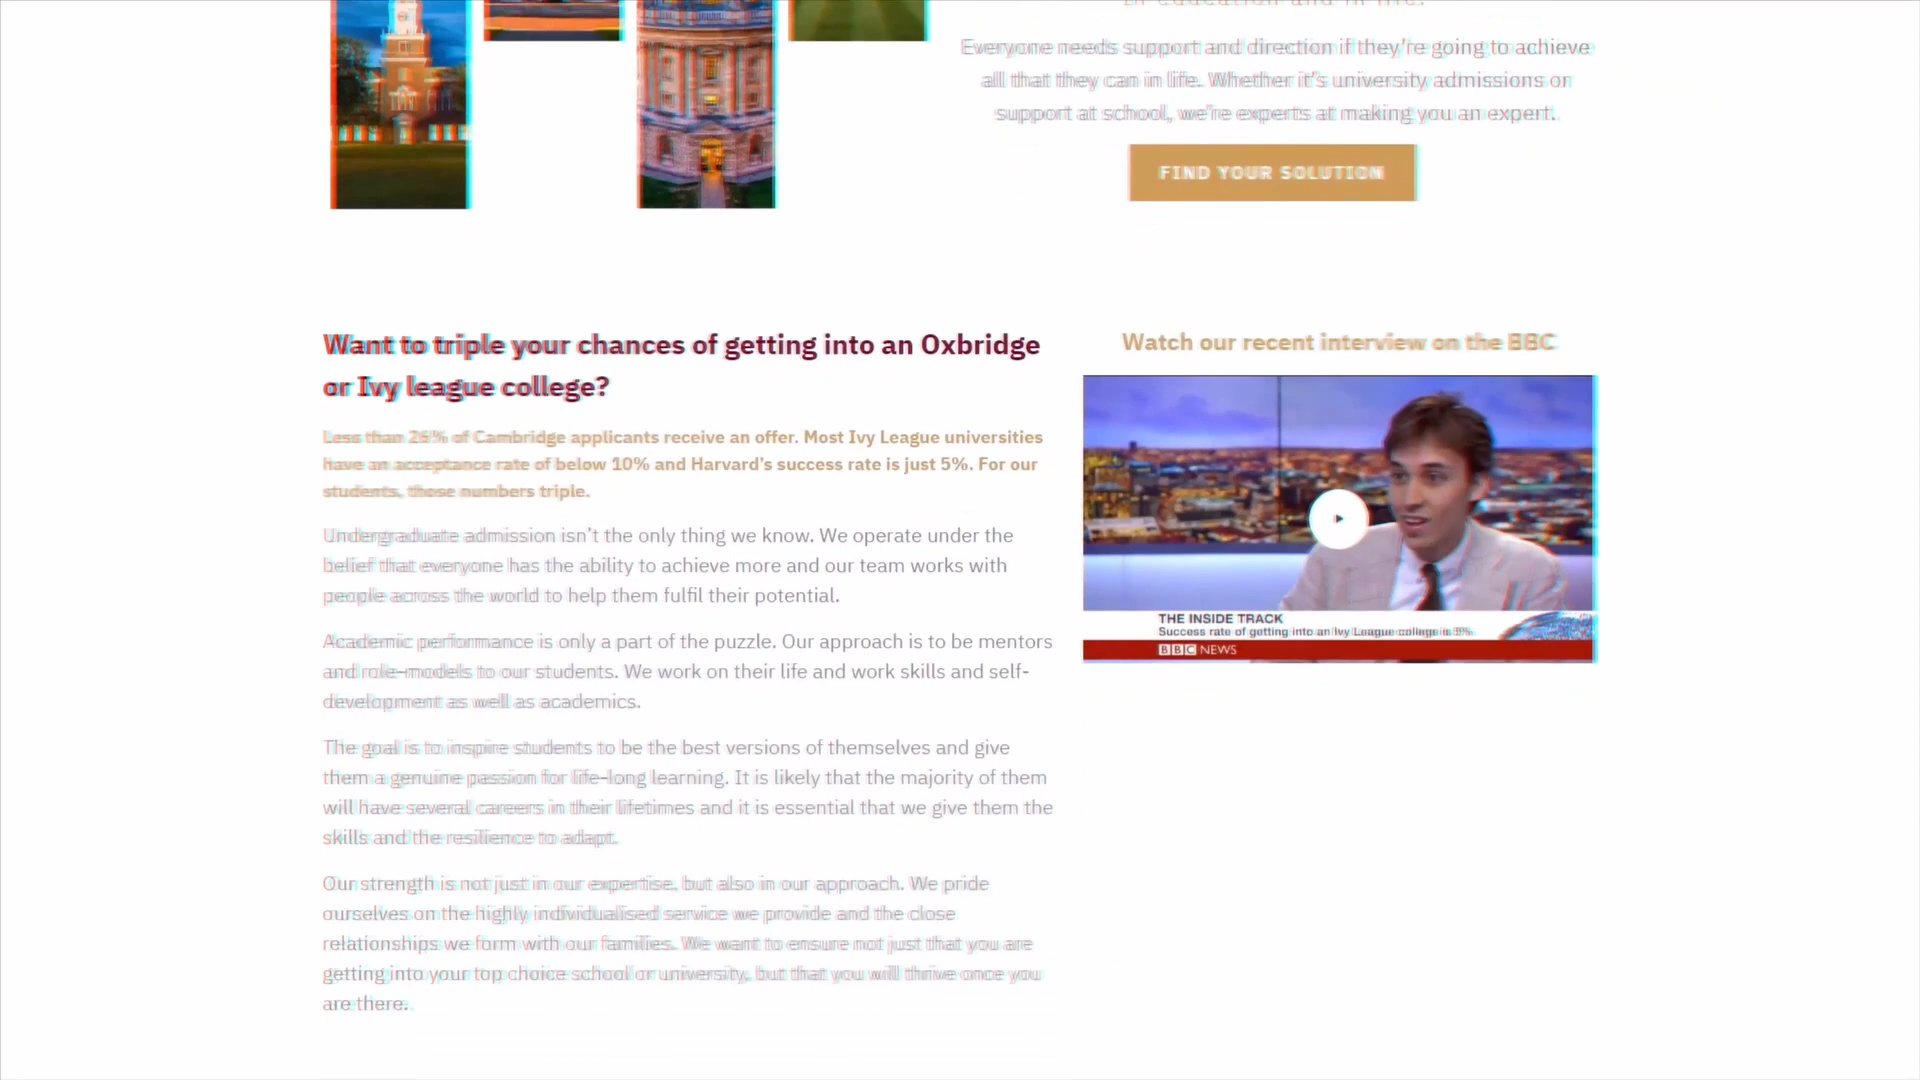 in education and in life.
Everyone needs support and direction if they're going to achieve
all that they can in life. Whether it's university admissions or
support at school, we're experts at making you an expert.
FIND YOUR SOLUTION
Want to triple your chances of getting into an Oxbridge
or Ivy league college?
Less than 26% of Cambridge applicants receive an offer. Most Ivy League universities
have an acceptance rate of below 10% and Harvard's success rate is just 5%. For our
students, those numbers triple.
Undergraduate admission isn't the only thing we know. We operate under the
belief that everyone has the ability to achieve more and our team works with
people across the world to help them fulfil their potential.
Academic performance is only a part of the puzzle. Our approach is to be mentors
and role-models to our students. We work on their life and work skills and self-
development as well as academics.
The goal is to inspire students to be the best versions of themselves and give
them a genuine passion for life-long learning. It is likely that the majority of them
will have several careers in their lifetimes and it is essential that we give them the
skills and the resilience to adapt.
Our strength is not just in our expertise, but also in our approach. We pride
ourselves on the highly individualised service we provide and the close
relationships we form with our families. We want to ensure not just that you are
getting into your top choice school or university, but that you will thrive once you
are there.
Watch our recent interview on the BBC
THE INSIDE TRACK
Success rate of getting into an Ivy League college is 5%
BBC NEWS